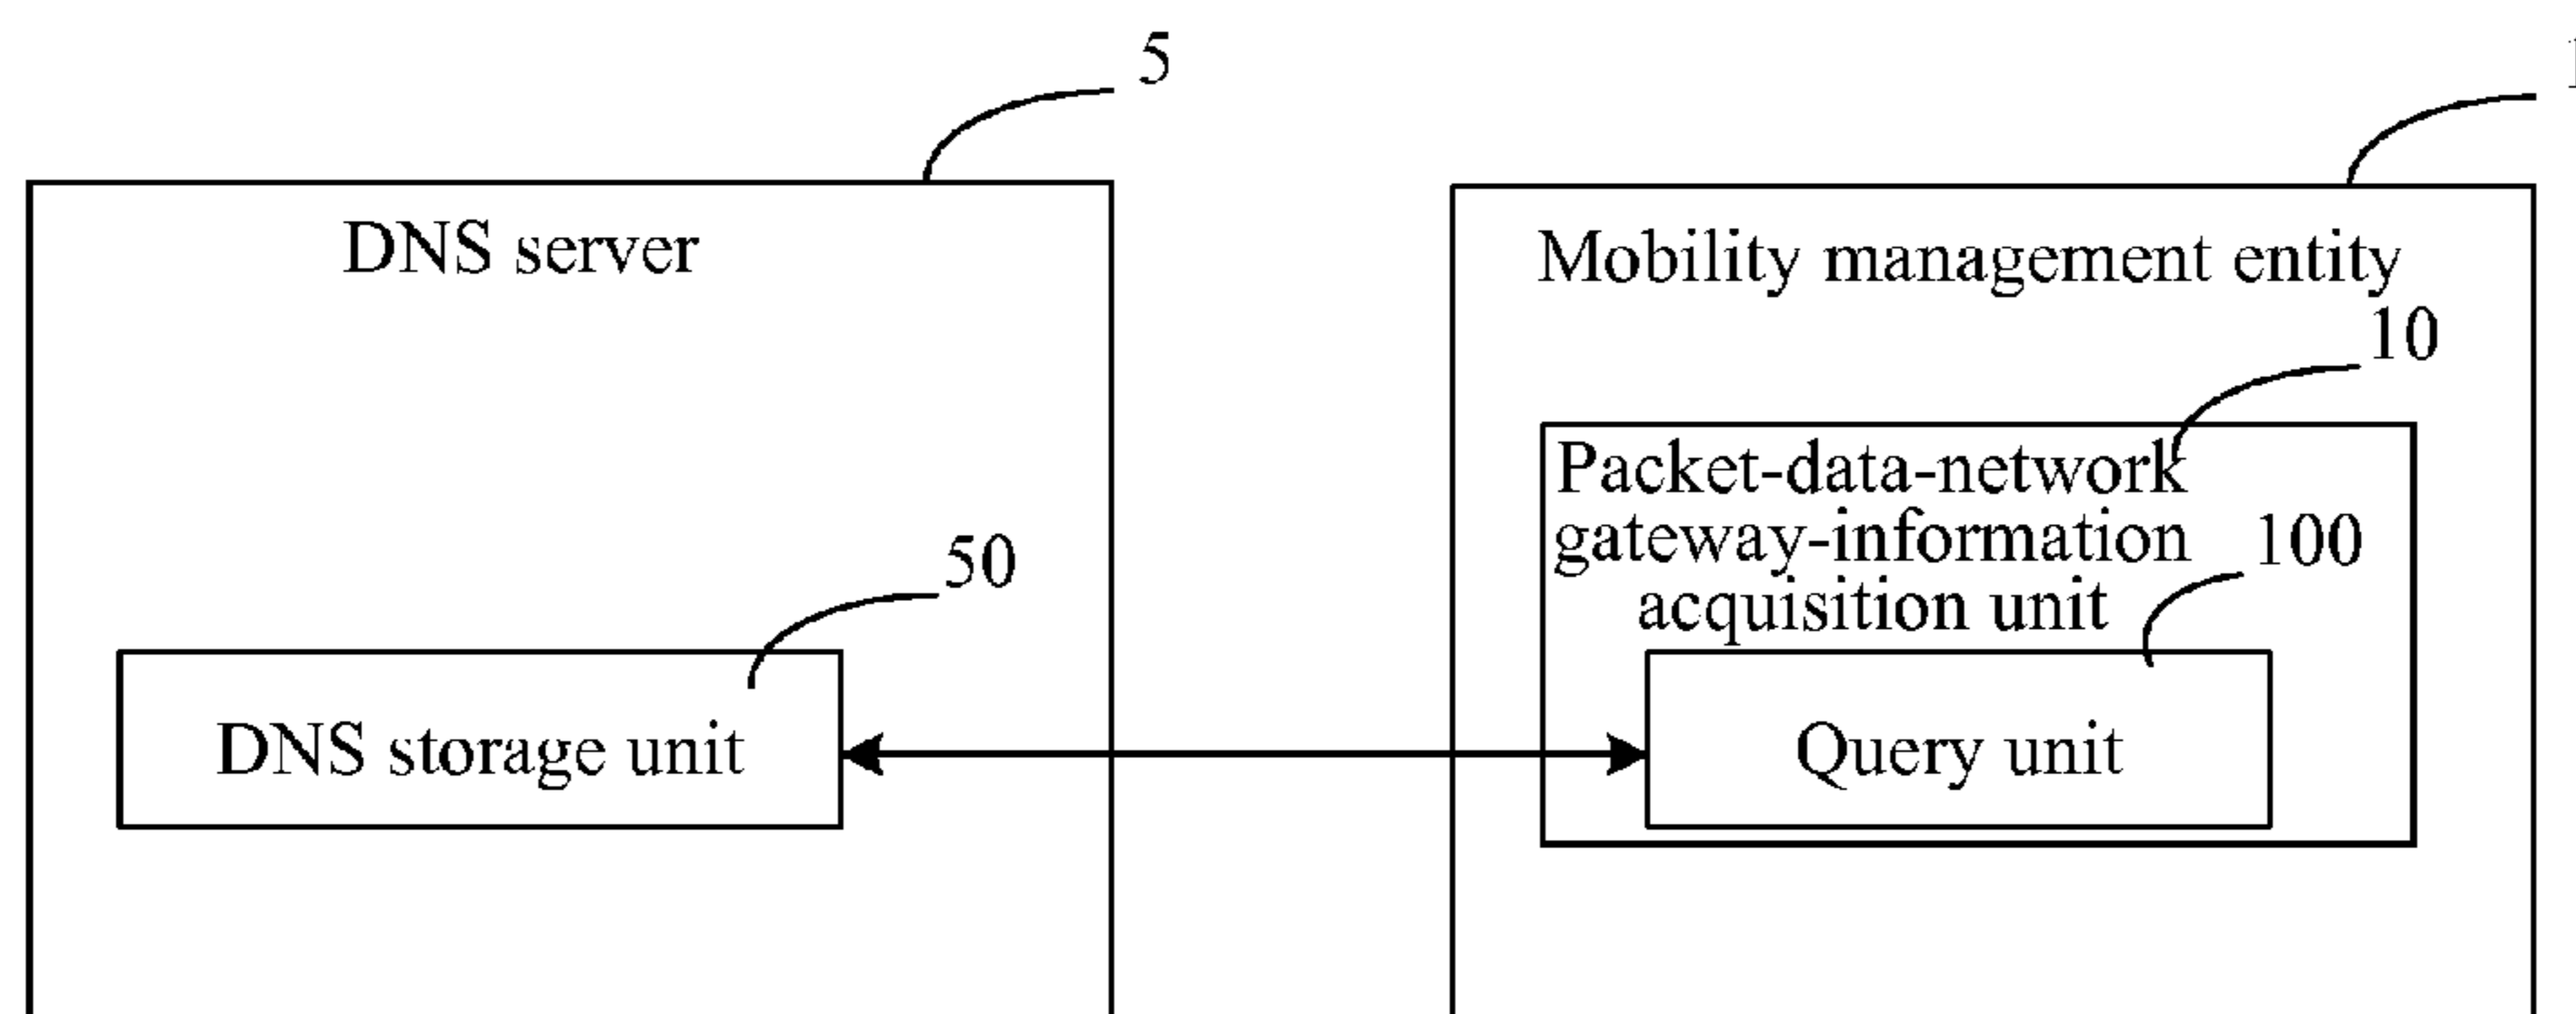 5
DNS server
Mobility management entity
10
Packet-data-network
gateway-information
acquisition unit
100
50
DNS storage unit
Query unit